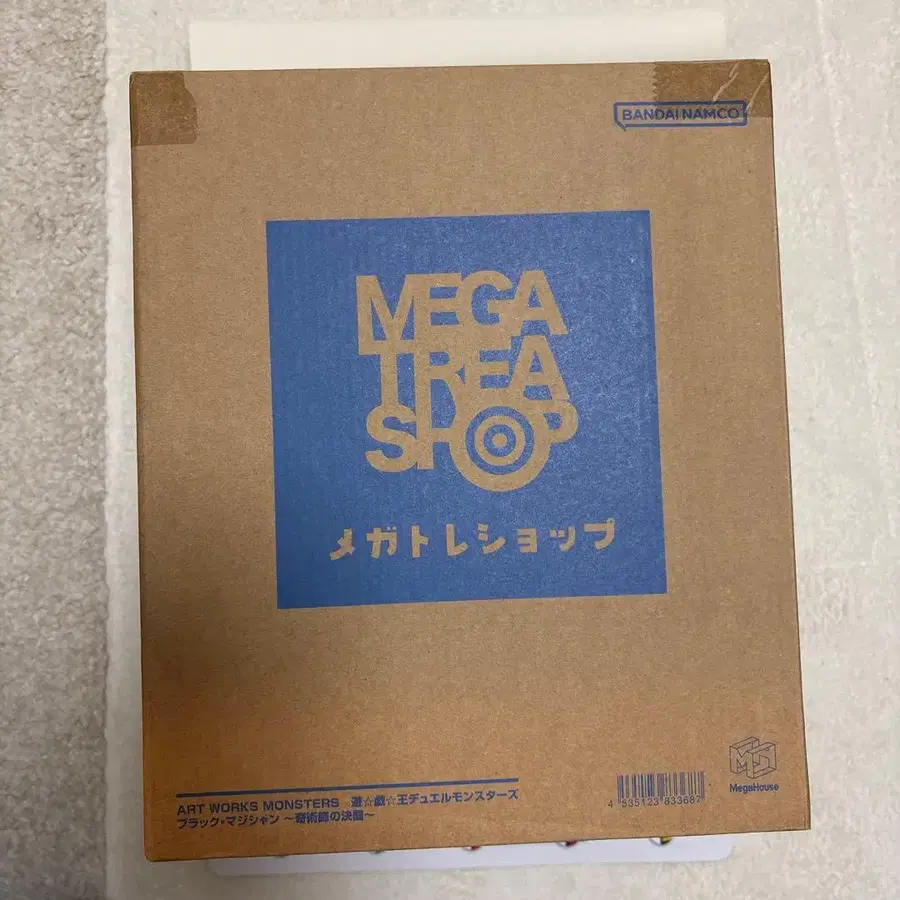 BANDAI NAMCO
MEGA
TREA
SHOP
メガトレショップ
ART WORKS MONSTERS 遊☆戯☆王デュエルモンスターズ
ブラック・マジシャン ～奇術師の決闘～
4 535123 833687
MH
MegaHouse